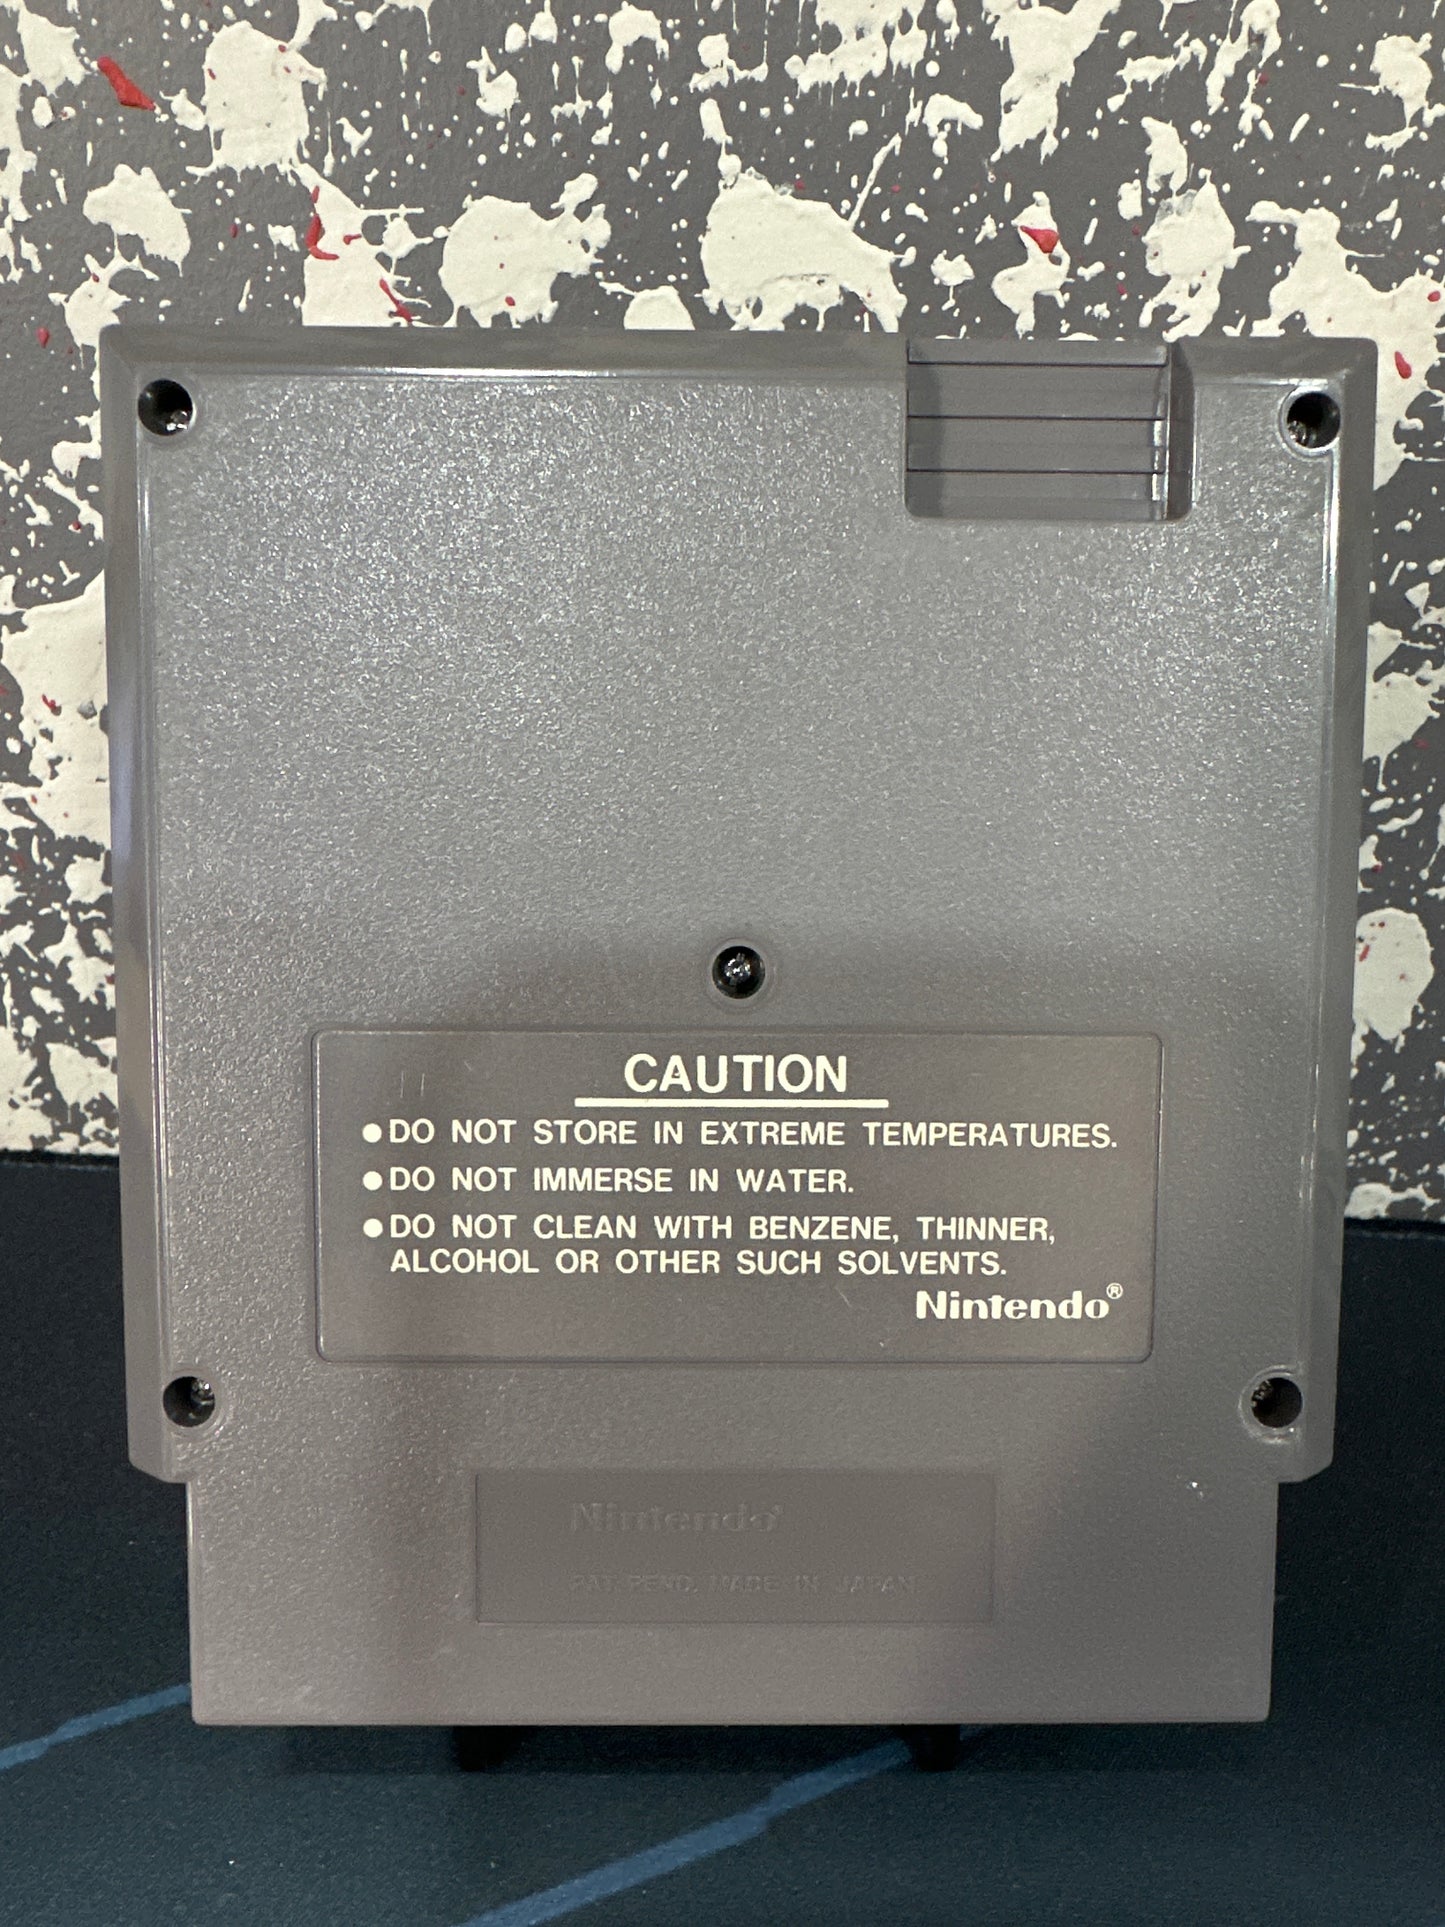 CAUTION
●DO NOT STORE IN EXTREME TEMPERATURES.
●DO NOT IMMERSE IN WATER.
●DO NOT CLEAN WITH BENZENE, THINNER,
ALCOHOL OR OTHER SUCH SOLVENTS.
Nintendo®
Nintendo®
PAT. PEND. MADE IN JAPAN